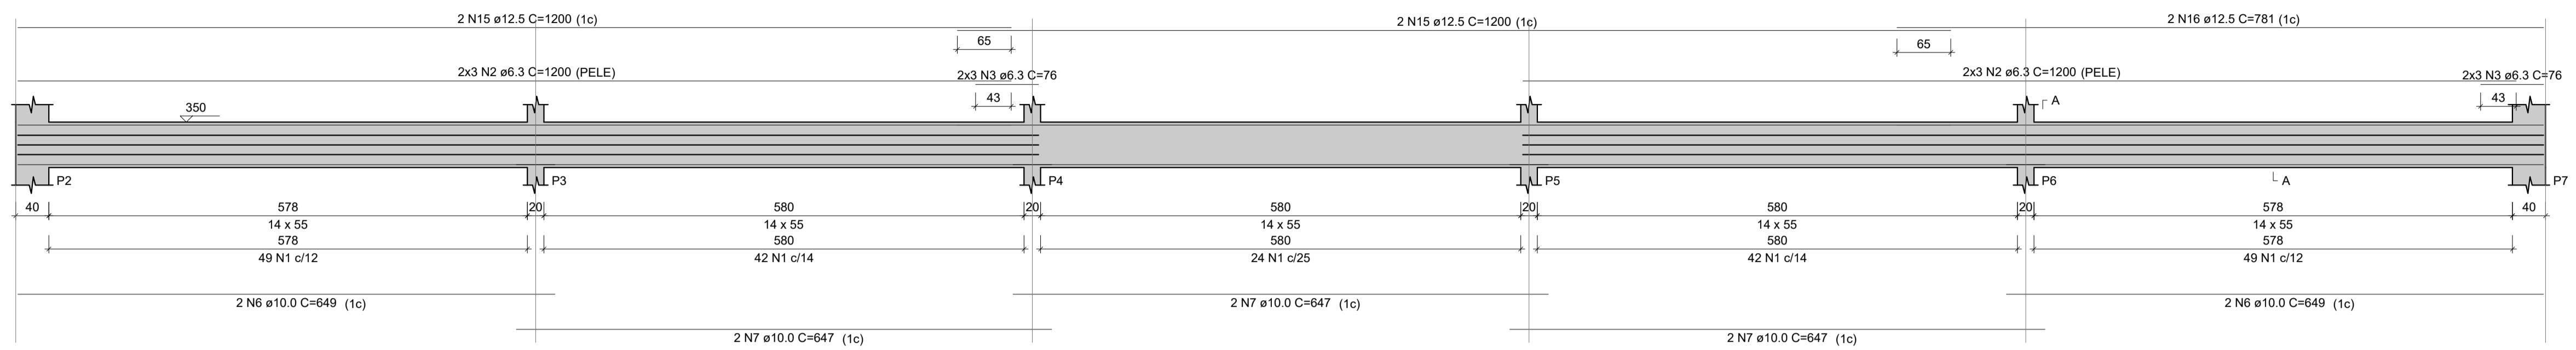 2 N15 ø12.5 C=1200 (1c)
2 N15 ø12.5 C=1200 (1c)
2 N16 ø12.5 C=781 (1c)
65
65
2x3 N2 ø6.3 C=1200 (PELE)
2x3 N3 ø6.3 C=76
2x3 N2 ø6.3 C=1200 (PELE)
2x3 N3 ø6.3 C=76
43
43
350
A
P2
P3
P4
P5
P6
A
P7
40
578
20
580
20
580
20
580
20
578
40
14 x 55
14 x 55
14 x 55
14 x 55
14 x 55
578
580
580
580
578
49 N1 c/12
42 N1 c/14
24 N1 c/25
42 N1 c/14
49 N1 c/12
2 N6 ø10.0 C=649 (1c)
2 N7 ø10.0 C=647 (1c)
2 N6 ø10.0 C=649 (1c)
2 N7 ø10.0 C=647 (1c)
2 N7 ø10.0 C=647 (1c)